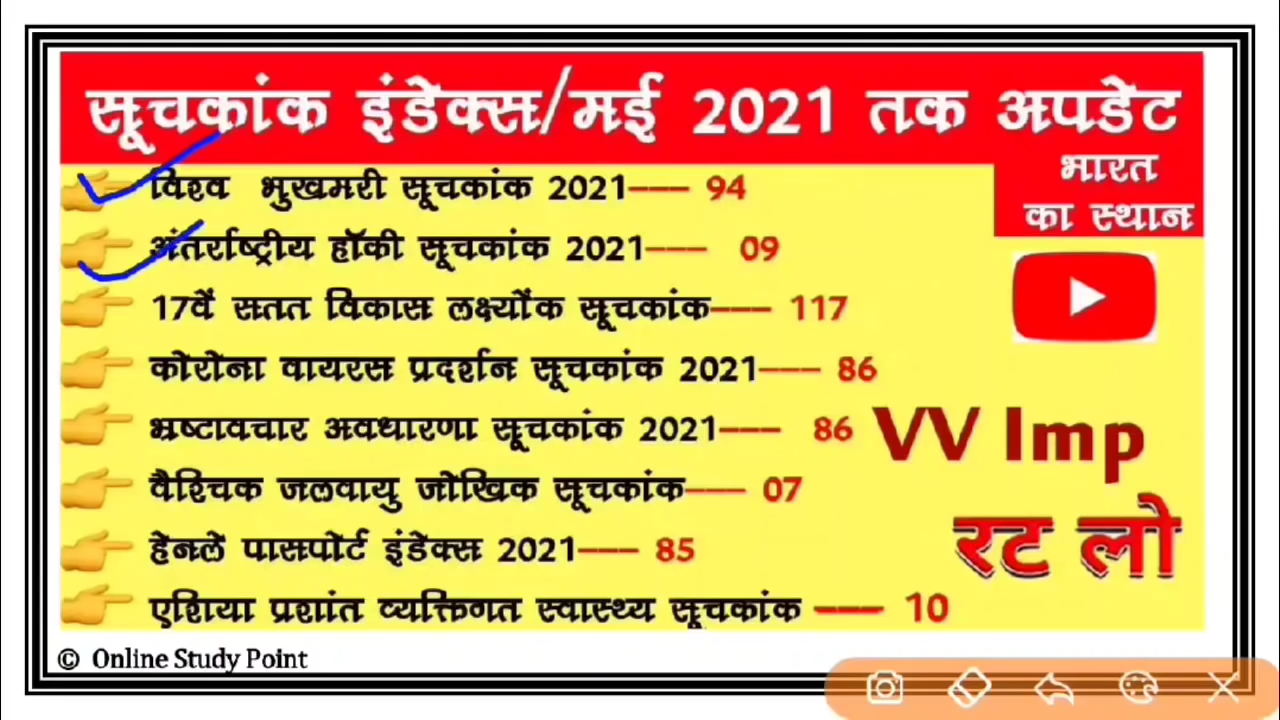 सूचकांक इंडेक्स/मई 2021 तक अपडेट
भारत
का स्थान
विश्व भुखमरी सूचकांक 2021--- 94
अंतर्राष्ट्रीय हॉकी सूचकांक 2021--- 09
17वें सतत विकास लक्ष्योंक सूचकांक--- 117
कोरोना वायरस प्रदर्शन सूचकांक 2021--- 86
भ्रष्टावचार अवधारणा सूचकांक 2021--- 86
वैश्चिक जलवायु जोखिक सूचकांक--- 07
हेनले पासपोर्ट इंडेक्स 2021--- 85
एशिया प्रशांत व्यक्तिगत स्वास्थ्य सूचकांक --- 10
VV Imp
रट लो
© Online Study Point